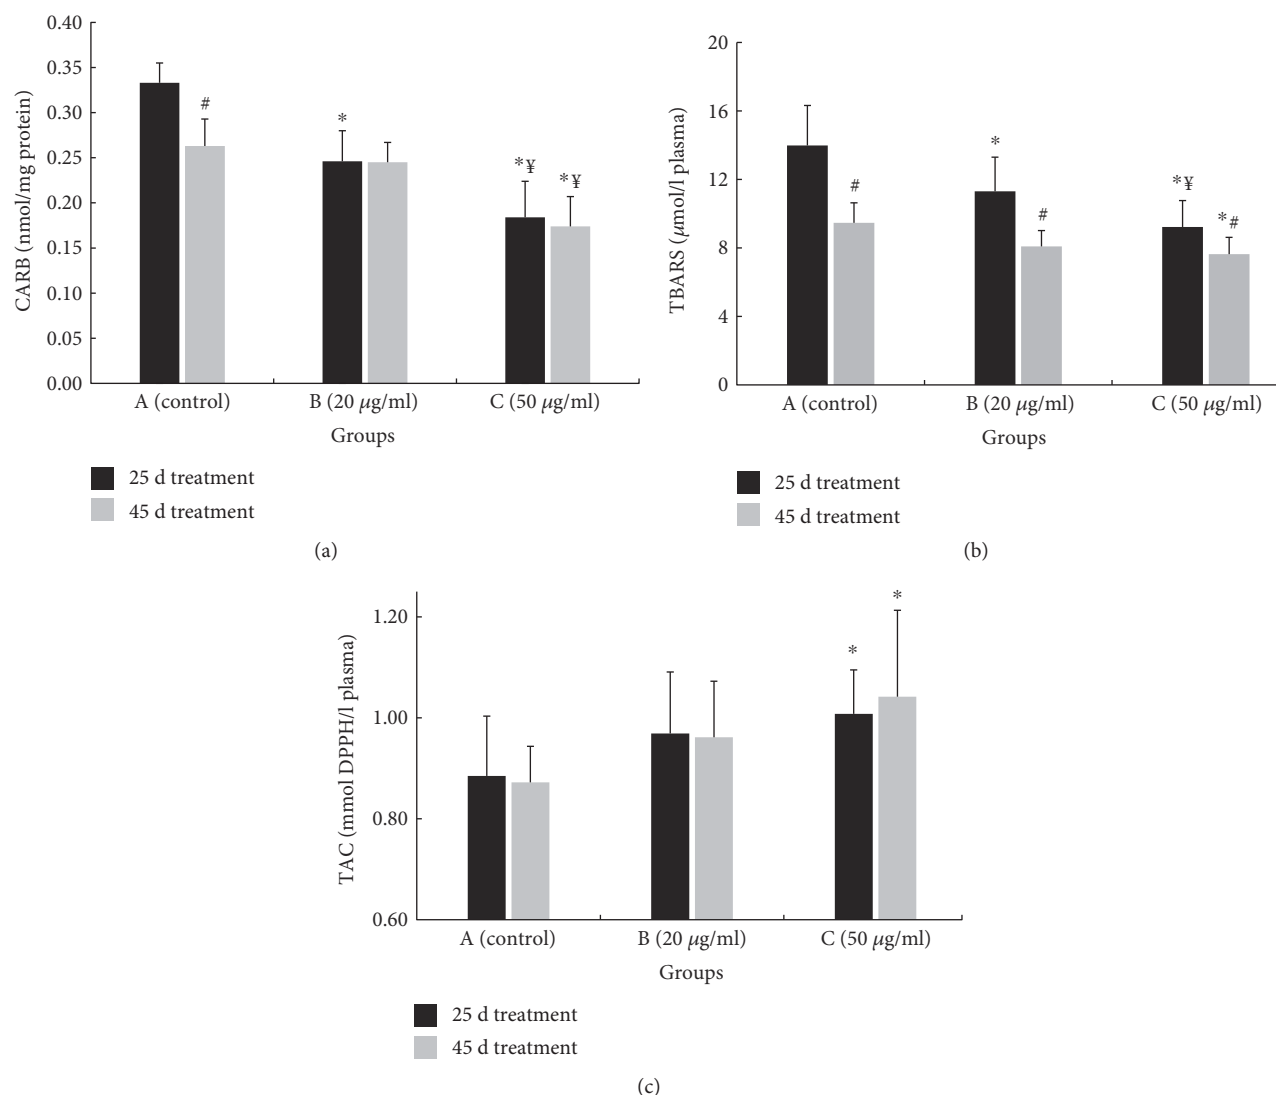 0.40
0.35
0.30
0.25
0.20
0.15
0.10
0.05
0.00
CARB (nmol/mg protein)
#
*
*¥
*¥
A (control)
B (20 μg/ml)
C (50 μg/ml)
Groups
25 d treatment
45 d treatment
(a)
20
16
12
8
4
0
TBARS (μmol/l plasma)
#
*
#
*¥
*#
A (control)
B (20 μg/ml)
C (50 μg/ml)
Groups
25 d treatment
45 d treatment
(b)
1.20
1.00
0.80
0.60
TAC (mmol DPPH/l plasma)
*
*
A (control)
B (20 μg/ml)
C (50 μg/ml)
Groups
25 d treatment
45 d treatment
(c)